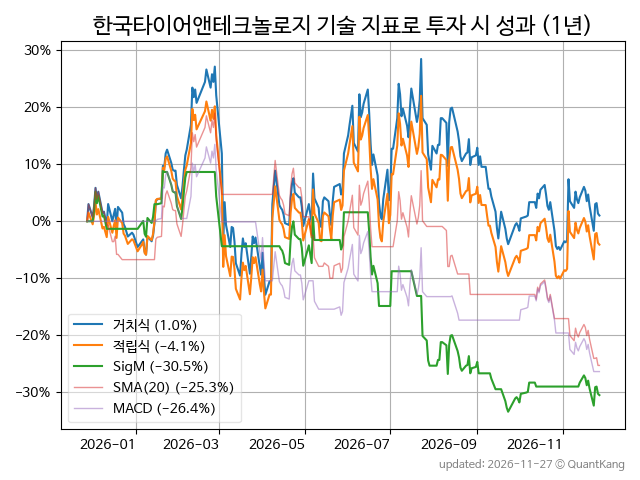 한국타이어앤테크놀로지 기술 지표로 투자 시 성과 (1년)
30%
20%
10%
0%
−10%
−20%
−30%
거치식 (1.0%)
적립식 (−4.1%)
SigM (−30.5%)
SMA(20) (−25.3%)
MACD (−26.4%)
2026-01
2026-03
2026-05
2026-07
2026-09
2026-11
updated: 2026-11-27 © QuantKang